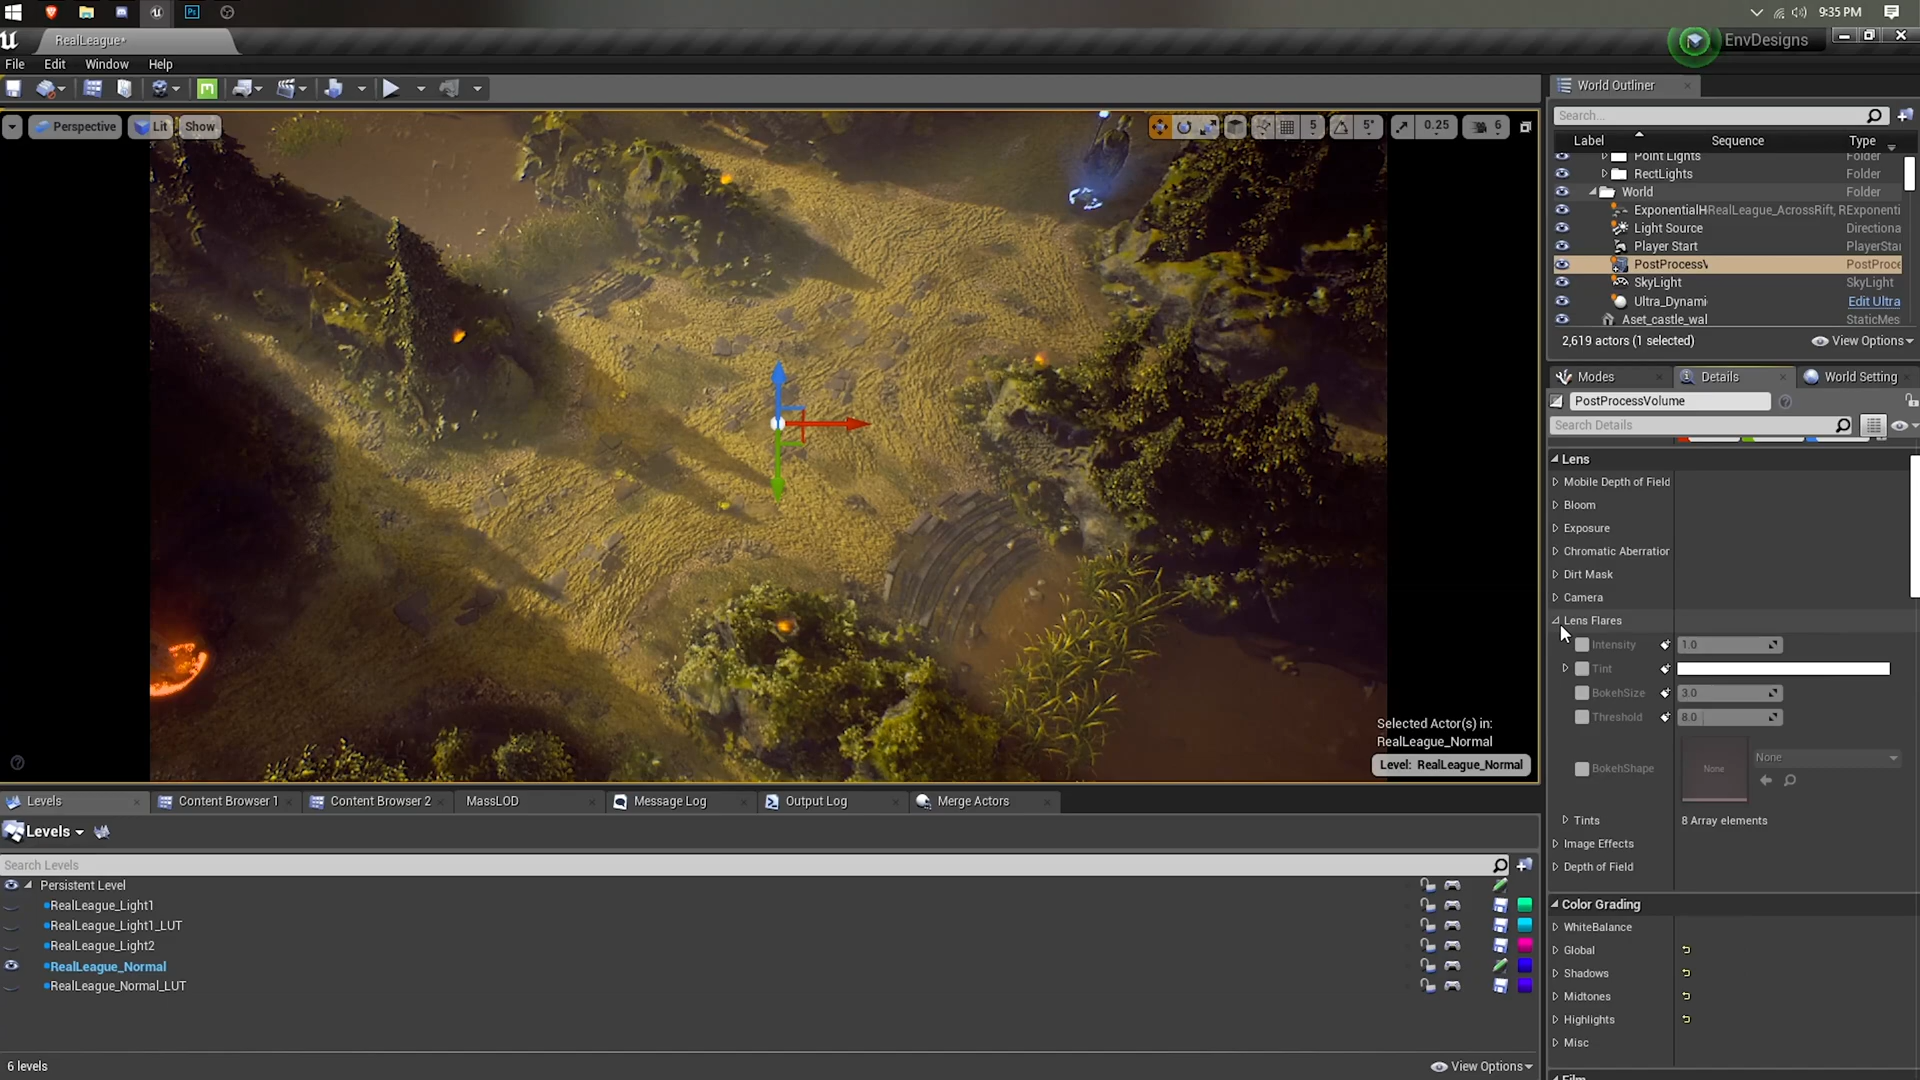 9:35 PM
RealLeague•
EnvDesigns
File Edit Window Help
Perspective Lit Show
5 5° 0.25 6
Selected Actor(s) in:
RealLeague_Normal
Level: RealLeague_Normal
World Outliner
Search...
Label Sequence Type
Point Lights Folder
RectLights Folder
World Folder
ExponentialH RealLeague_AcrossRift, R Exponenti
Light Source Directiona
Player Start PlayerStar
PostProcessV PostProce
SkyLight SkyLight
Ultra_Dynami Edit Ultra
Aset_castle_wal StaticMes
2,619 actors (1 selected) View Options
Modes Details World Setting
PostProcessVolume
Search Details
Lens
Mobile Depth of Field
Bloom
Exposure
Chromatic Aberration
Dirt Mask
Camera
Lens Flares
Intensity 1.0
Tint
BokehSize 3.0
Threshold 8.0
BokehShape None None
Tints 8 Array elements
Image Effects
Depth of Field
Color Grading
WhiteBalance
Global
Shadows
Midtones
Highlights
Misc
Film
Levels Content Browser 1 Content Browser 2 MassLOD Message Log Output Log Merge Actors
Levels
Search Levels
Persistent Level
RealLeague_Light1
RealLeague_Light1_LUT
RealLeague_Light2
RealLeague_Normal
RealLeague_Normal_LUT
6 levels View Options